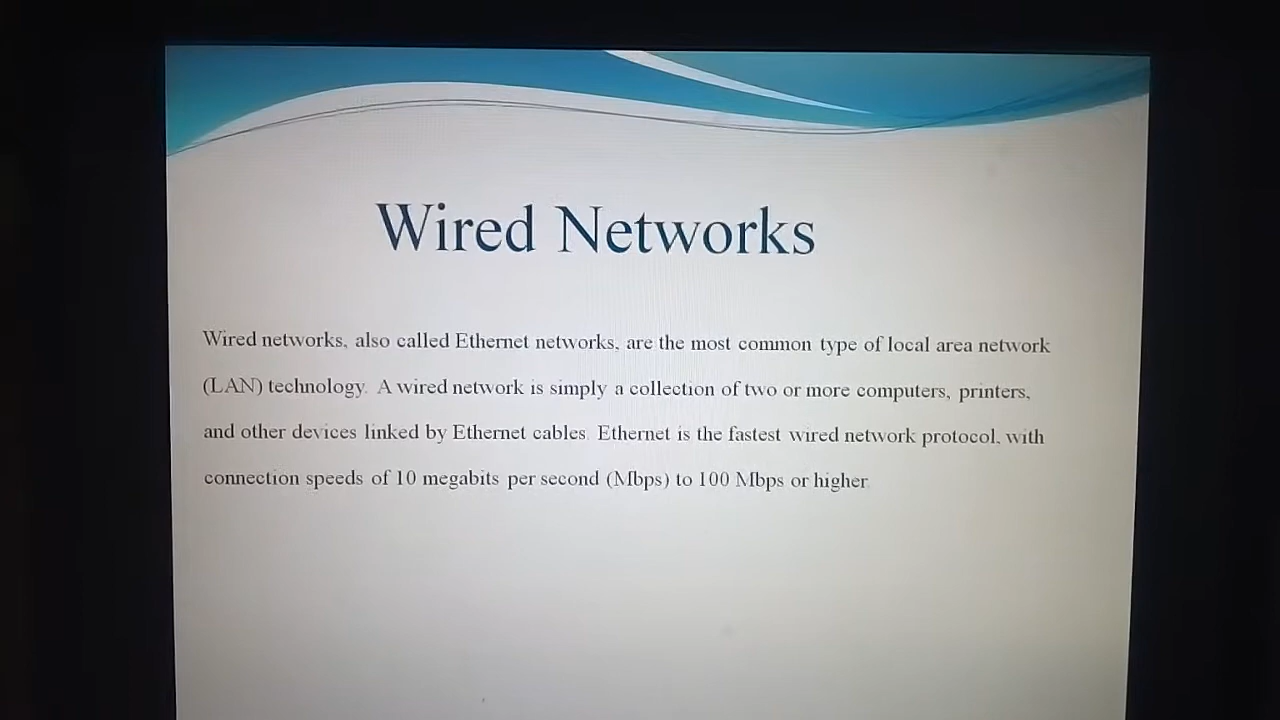 Wired Networks
Wired networks, also called Ethernet networks, are the most common type of local area network
(LAN) technology. A wired network is simply a collection of two or more computers, printers,
and other devices linked by Ethernet cables. Ethernet is the fastest wired network protocol, with
connection speeds of 10 megabits per second (Mbps) to 100 Mbps or higher.